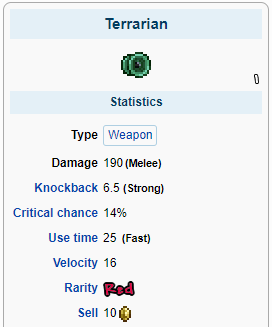 Terrarian
Statistics
Type Weapon
Damage 190 (Melee)
Knockback 6.5 (Strong)
Critical chance 14%
Use time 25 (Fast)
Velocity 16
Rarity Red
Sell 10